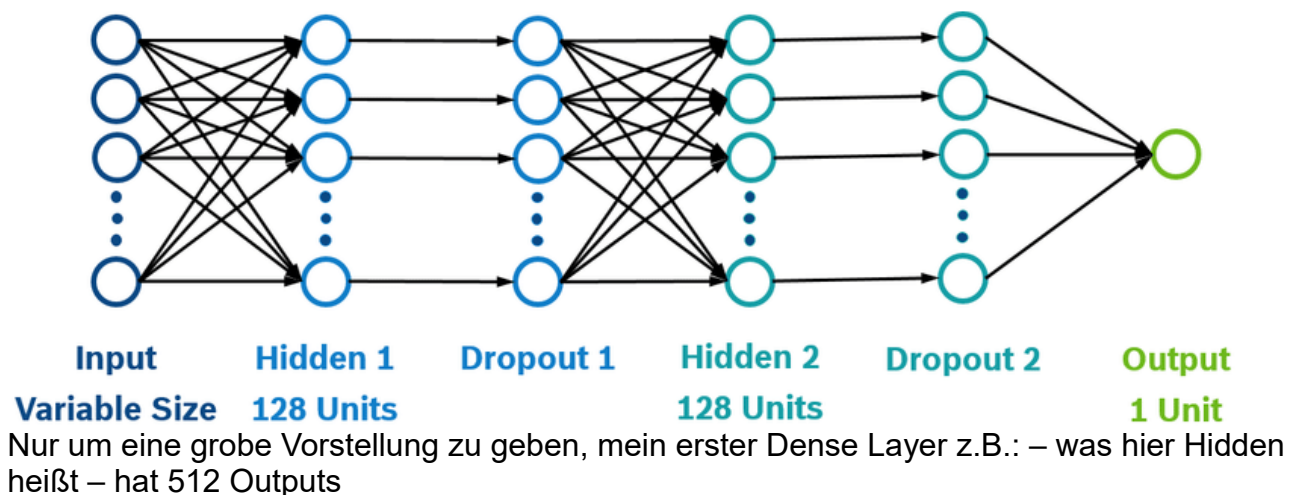 Input Hidden 1 Dropout 1 Hidden 2 Dropout 2 Output
Variable Size 128 Units 128 Units 1 Unit
Nur um eine grobe Vorstellung zu geben, mein erster Dense Layer z.B.: – was hier Hidden
heißt – hat 512 Outputs